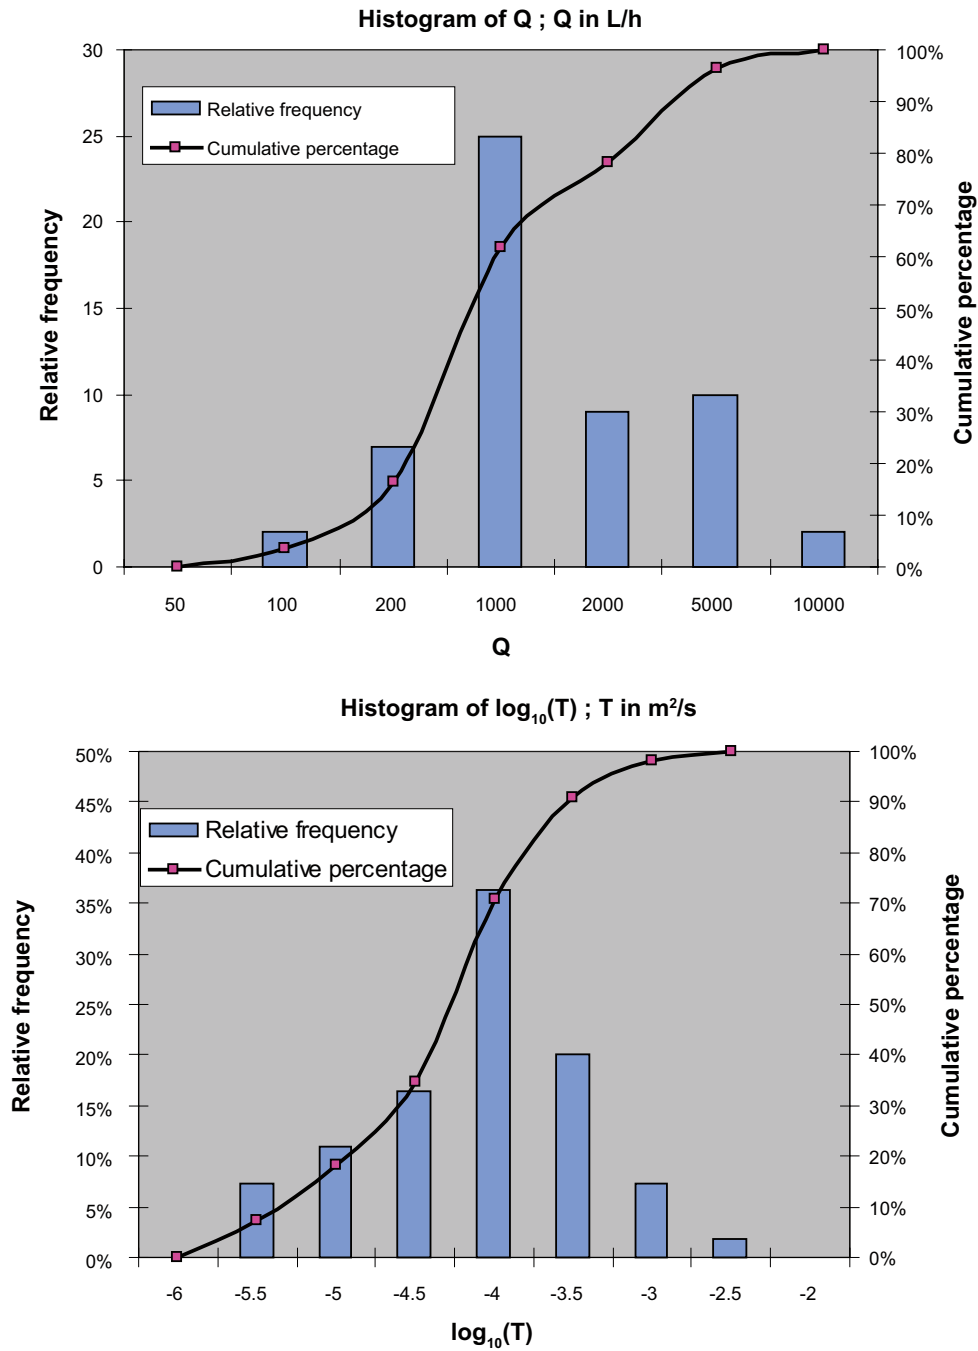 Histogram of Q ; Q in L/h
Relative frequency
Cumulative percentage
30
25
20
15
10
5
0
100%
90%
80%
70%
60%
50%
40%
30%
20%
10%
0%
Relative frequency
Cumulative percentage
50 100 200 1000 2000 5000 10000
Q
Histogram of log₁₀(T) ; T in m²/s
Relative frequency
Cumulative percentage
50%
45%
40%
35%
30%
25%
20%
15%
10%
5%
0%
100%
90%
80%
70%
60%
50%
40%
30%
20%
10%
0%
Relative frequency
Cumulative percentage
-6 -5.5 -5 -4.5 -4 -3.5 -3 -2.5 -2
log₁₀(T)